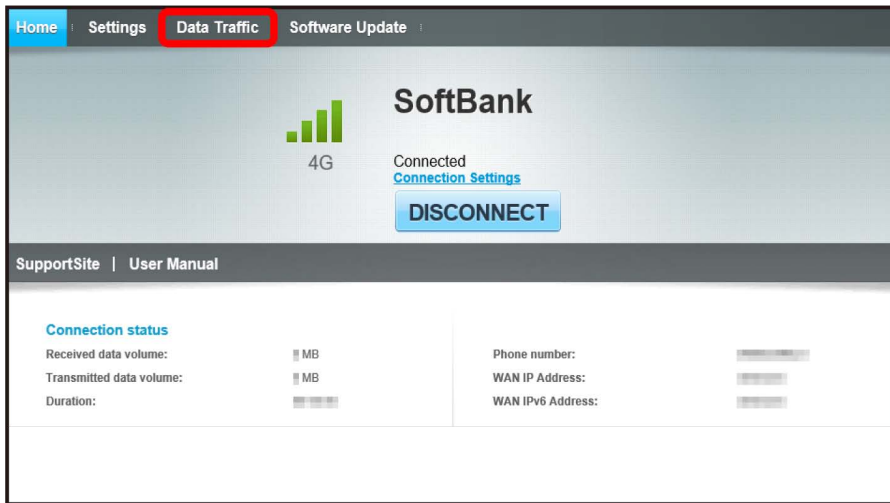 Home Settings Data Traffic Software Update
SoftBank
4G
Connected
Connection Settings
DISCONNECT
SupportSite | User Manual
Connection status
Received data volume: MB
Transmitted data volume: MB
Duration:
Phone number:
WAN IP Address:
WAN IPv6 Address: